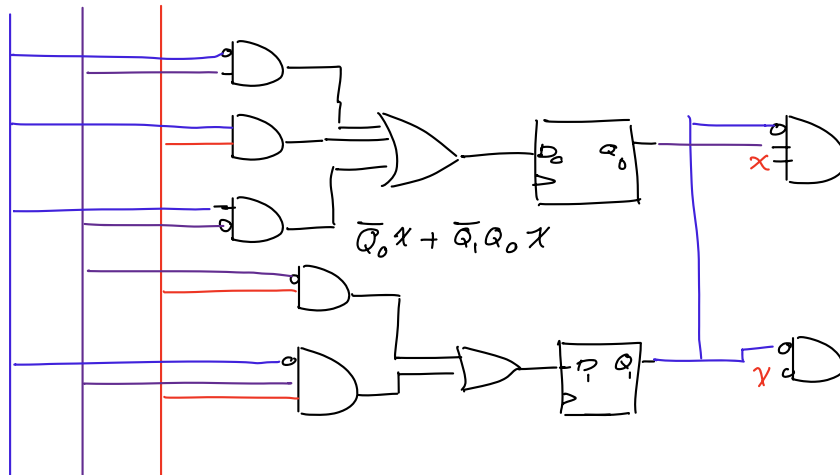 D₀ Q₀
x
Q̅₀x + Q̅₁Q₀x
D₁ Q₁
x